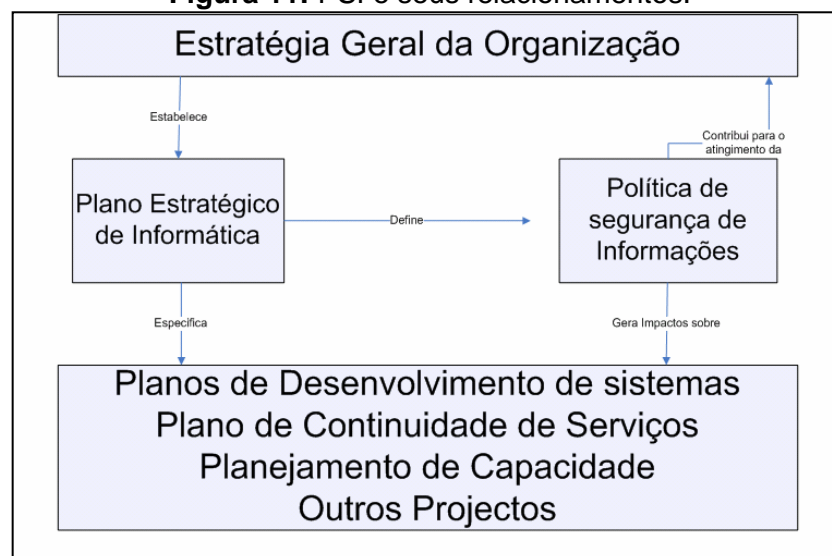 Estratégia Geral da Organização
Estabelece
Contribui para o
atingimento da
Plano Estratégico
de Informática
Define
Política de
segurança de
Informações
Especifica
Gera Impactos sobre
Planos de Desenvolvimento de sistemas
Plano de Continuidade de Serviços
Planejamento de Capacidade
Outros Projectos